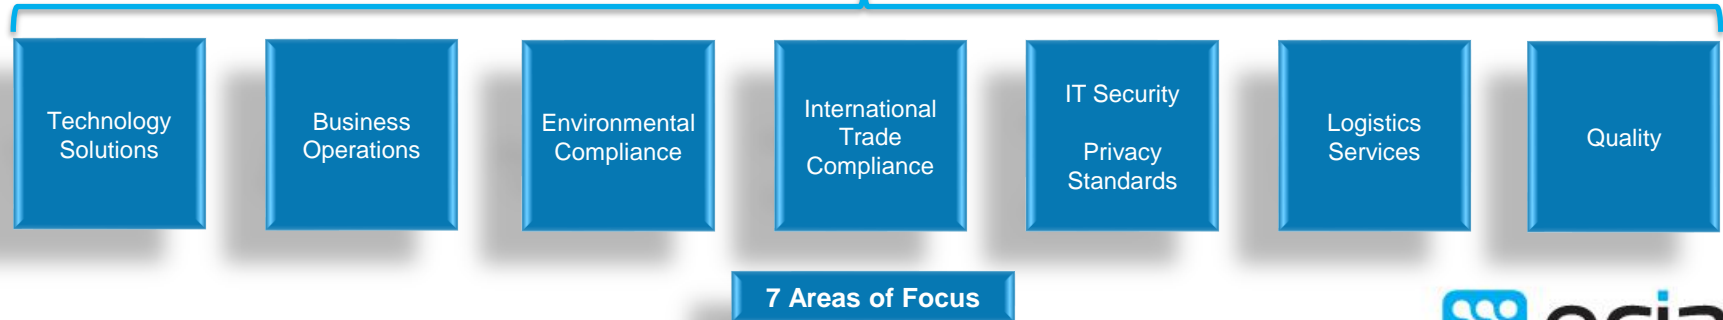 Technology
Solutions
Business
Operations
Environmental
Compliance
International
Trade
Compliance
IT Security
Privacy
Standards
Logistics
Services
Quality
7 Areas of Focus